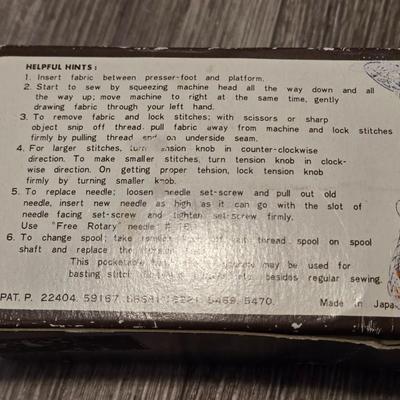 HELPFUL HINTS:
1. Insert fabric between presser-foot and platform.
2. Start to sew by squeezing machine head all the way down and all
the way up; move machine to right at the same time, gently
drawing fabric through your left hand.
3. To remove fabric and lock stitches; with scissors or sharp
object snip off thread. pull fabric away from machine and lock stitches
firmly by pulling thread end on underside seam.
4. For larger stitches, turn tension knob in counter-clockwise
direction. To make smaller stitches, turn tension knob in clock-
wise direction. On getting proper tehsion, lock tension knob
firmly by turning smaller knob.
5. To replace needle; loosen needle set-screw and pull out old
needle, insert new needle as high as it can go with the slot of
needle facing set-screw and tighten set-screw firmly.
Use "Free Rotary" needle #
6. To change spool; take off thread spool on spool
shaft and replace the
This pocketable may be used for
basting stitch besides regular sewing.
PAT. P. 22404. 59167. 5469. 5470.
Made in Japa